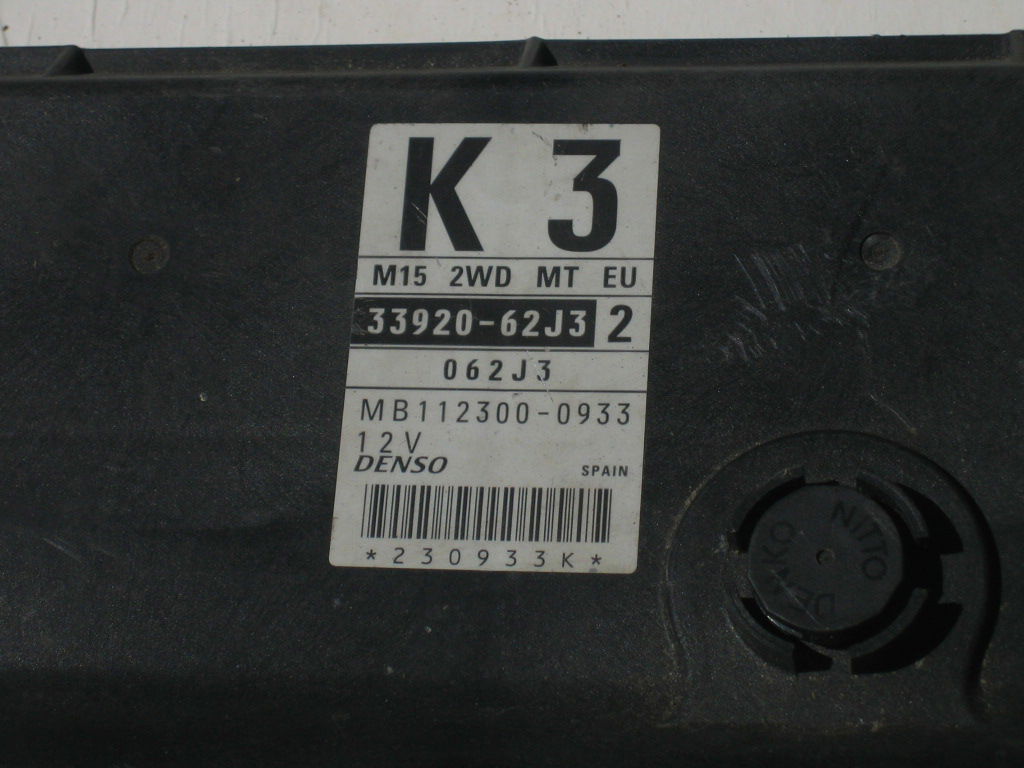 K 3
M15 2WD MT EU
33920-62J3 2
062J3
MB112300-0933
12V
DENSO SPAIN
*230933K*
NITTO
DENKO